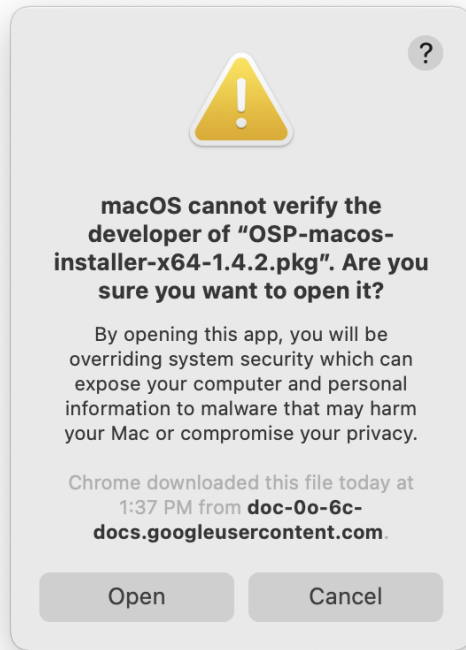 ?
macOS cannot verify the
developer of “OSP-macos-
installer-x64-1.4.2.pkg”. Are you
sure you want to open it?
By opening this app, you will be
overriding system security which can
expose your computer and personal
information to malware that may harm
your Mac or compromise your privacy.
Chrome downloaded this file today at
1:37 PM from doc-0o-6c-
docs.googleusercontent.com.
Open
Cancel